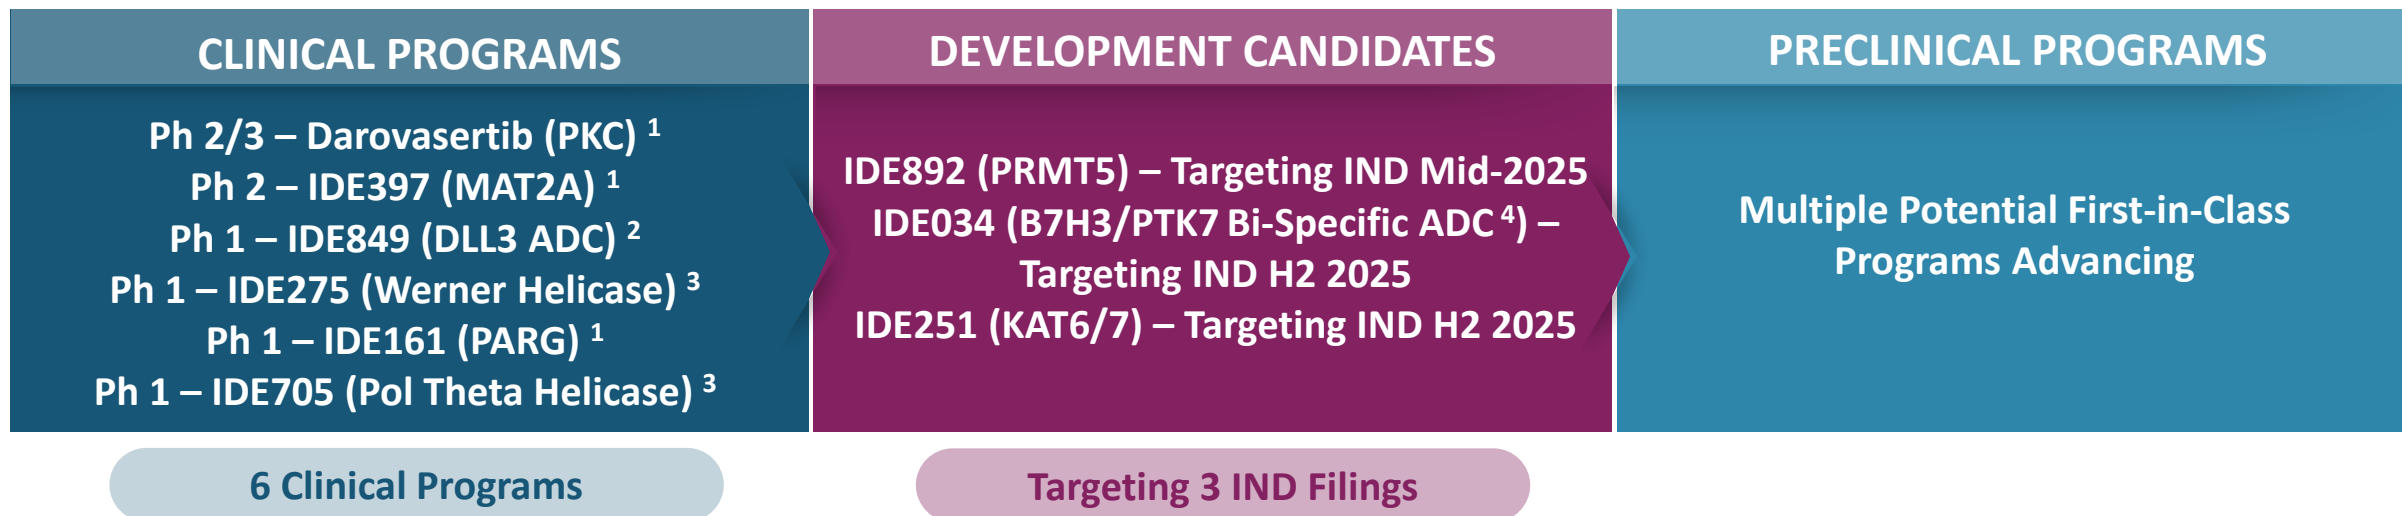 CLINICAL PROGRAMS
Ph 2/3 – Darovasertib (PKC) 1
Ph 2 – IDE397 (MAT2A) 1
Ph 1 – IDE849 (DLL3 ADC) 2
Ph 1 – IDE275 (Werner Helicase) 3
Ph 1 – IDE161 (PARG) 1
Ph 1 – IDE705 (Pol Theta Helicase) 3
6 Clinical Programs
DEVELOPMENT CANDIDATES
IDE892 (PRMT5) – Targeting IND Mid-2025
IDE034 (B7H3/PTK7 Bi-Specific ADC 4) –
Targeting IND H2 2025
IDE251 (KAT6/7) – Targeting IND H2 2025
Targeting 3 IND Filings
PRECLINICAL PROGRAMS
Multiple Potential First-in-Class
Programs Advancing